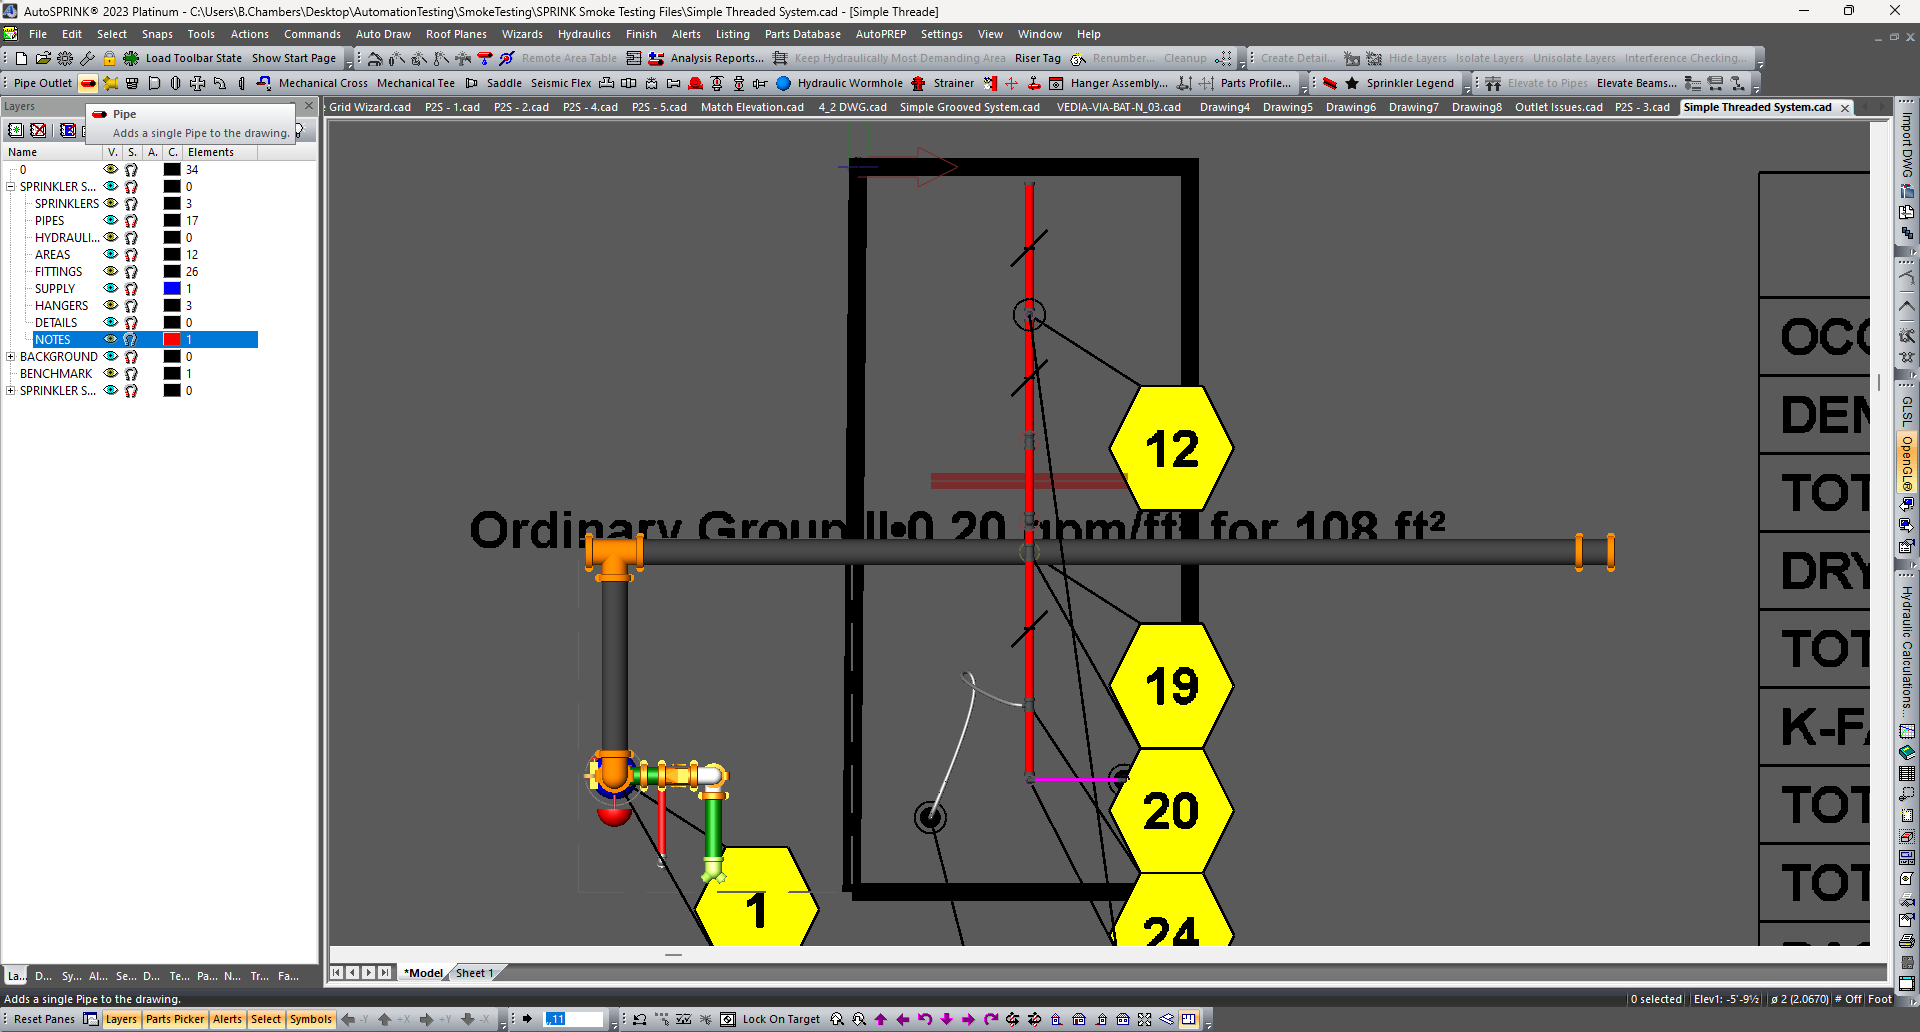 AutoSPRINK® 2023 Platinum - C:\Users\B.Chambers\Desktop\AutomationTesting\SmokeTesting\SPRINK Smoke Testing Files\Simple Threaded System.cad - [Simple Threade]
File Edit Select Snaps Tools Actions Commands Auto Draw Roof Planes Wizards Hydraulics Finish Alerts Listing Parts Database AutoPREP Settings View Window Help
Load Toolbar State Show Start Page Remote Area Table Analysis Reports... Keep Hydraulically Most Demanding Area Riser Tag Renumber... Cleanup Create Detail... Hide Layers Isolate Layers Unisolate Layers Interference Checking...
Pipe Outlet Mechanical Cross Mechanical Tee Saddle Seismic Flex Hydraulic Wormhole Strainer Hanger Assembly... Parts Profile... Sprinkler Legend Elevate to Pipes Elevate Beams...
Layers
Grid Wizard.cad P2S - 1.cad P2S - 2.cad P2S - 4.cad P2S - 5.cad Match Elevation.cad 4_2 DWG.cad Simple Grooved System.cad VEDIA-VIA-BAT-N_03.cad Drawing4 Drawing5 Drawing6 Drawing7 Drawing8 Outlet Issues.cad P2S - 3.cad Simple Threaded System.cad
Pipe
Adds a single Pipe to the drawing.
Name V. S. A. C. Elements
0 34
SPRINKLER S... 0
SPRINKLERS 3
PIPES 17
HYDRAULI... 0
AREAS 12
FITTINGS 26
SUPPLY 1
HANGERS 3
DETAILS 0
NOTES 1
BACKGROUND 0
BENCHMARK 1
SPRINKLER S... 0
12
Ordinary Group II•0.20 gpm/ft² for 108 ft²
19
20
24
1
OCC
DEN
TOT
DRY
TOT
K-FA
TOT
TOT
Import DWG
GLSL
OpenGL®
Hydraulic Calculations...
La... D... Sy... Al... Se... D... Te... Pa... N... Tr... Fa...
*Model Sheet 1
Adds a single Pipe to the drawing.
0 selected Elev1: -5'-9½ ø 2 (2.0670) # Off Foot
Reset Panes Layers Parts Picker Alerts Select Symbols -Y +X +Y -X ,,11 Lock On Target